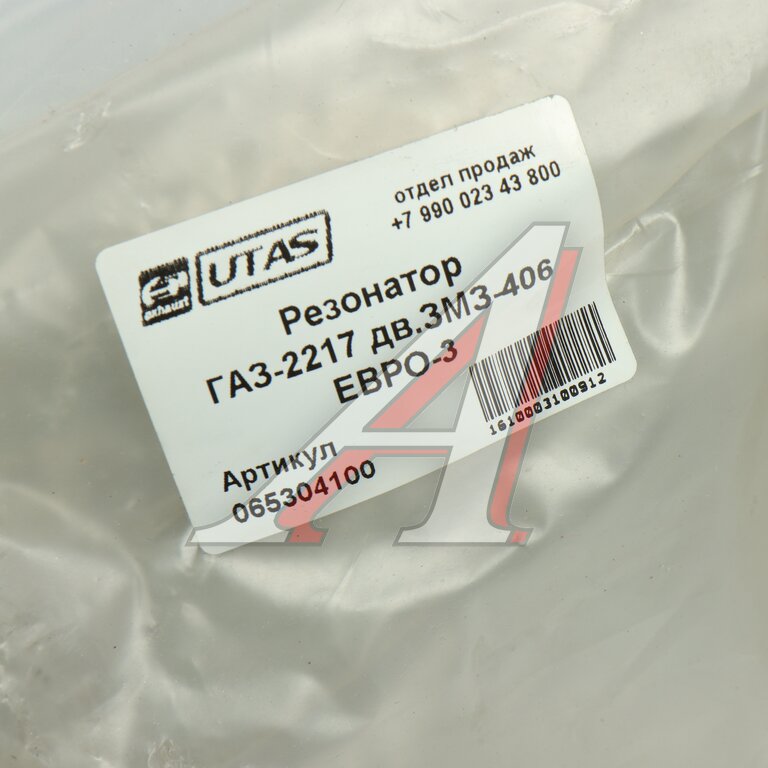 отдел продаж
+7 990 023 43 800
exhaust
UTAS
Резонатор
ГАЗ-2217 дв.ЗМЗ-406
ЕВРО-3
1610003100912
Артикул
065304100